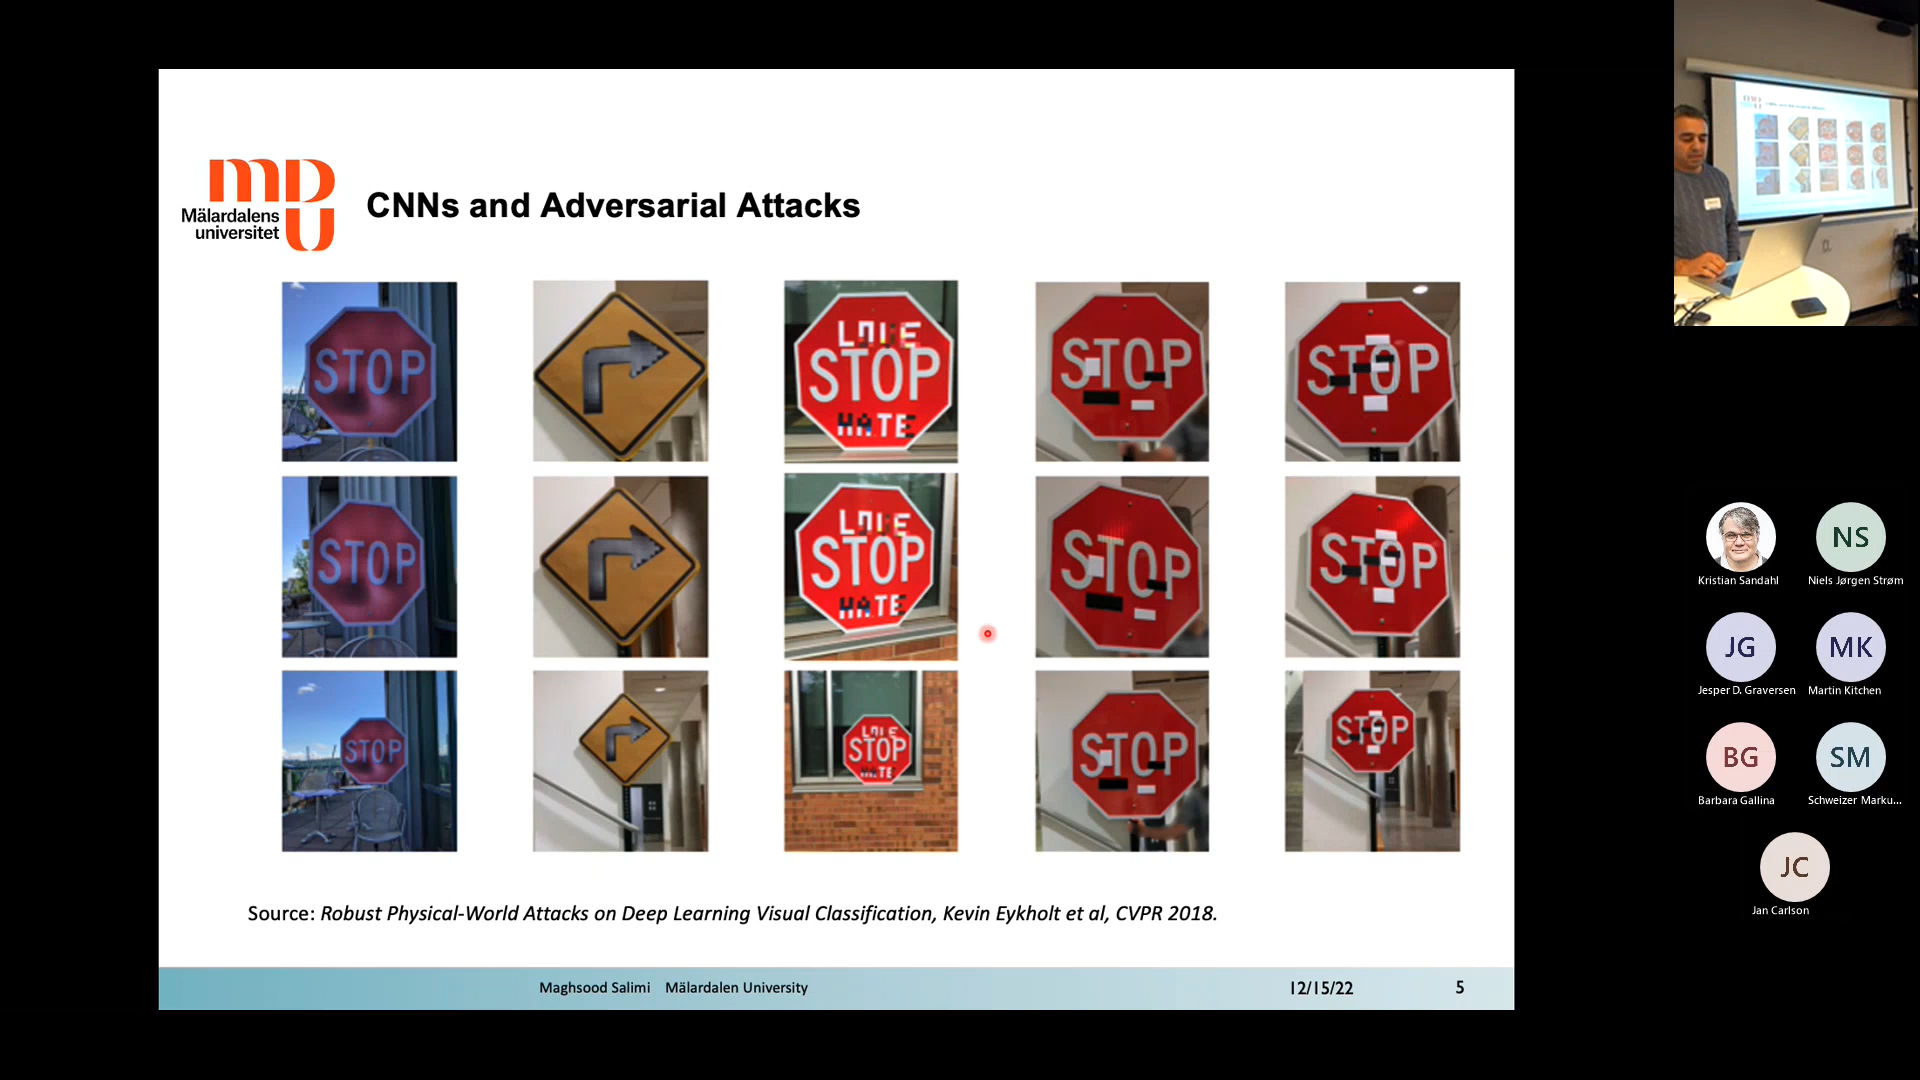 mDU
Mälardalens
universitet
CNNs and Adversarial Attacks
STOP
LOVE
STOP
HATE
STOP
STOP
STOP
LOVE
STOP
HATE
STOP
STOP
STOP
LOVE
STOP
HATE
STOP
STOP
Source: Robust Physical-World Attacks on Deep Learning Visual Classification, Kevin Eykholt et al, CVPR 2018.
Maghsood Salimi Mälardalen University
12/15/22
5
NS
Kristian Sandahl
Niels Jørgen Strøm
JG
MK
Jesper D. Graversen
Martin Kitchen
BG
SM
Barbara Gallina
Schweizer Marku...
JC
Jan Carlson